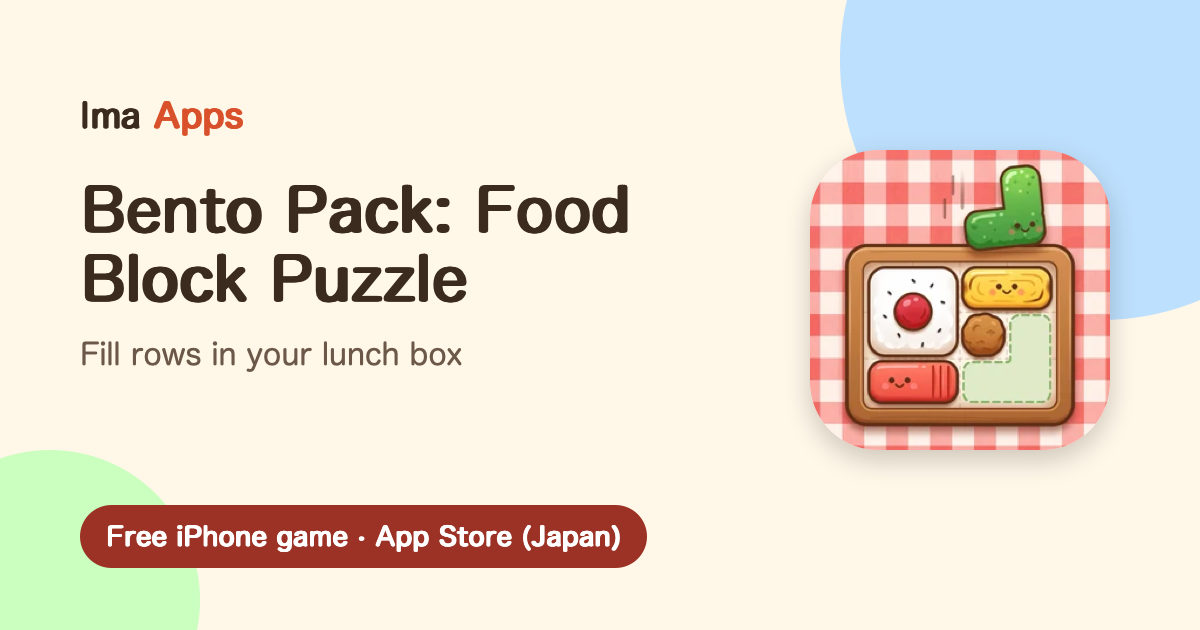 Ima Apps
Bento Pack: Food
Block Puzzle
Fill rows in your lunch box
Free iPhone game · App Store (Japan)